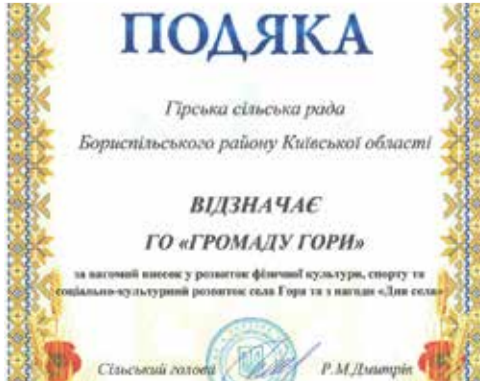 ПОДЯКА
Гірська сільська рада
Бориспільського району Київської області
ВІДЗНАЧАЄ
ГО «ГРОМАДУ ГОРИ»
за вагомий внесок у розвиток фізичної культури, спорту та
соціально-культурний розвиток села Гора та з нагоди «Дня села»
Сільський голова Р.М.Дмитрів